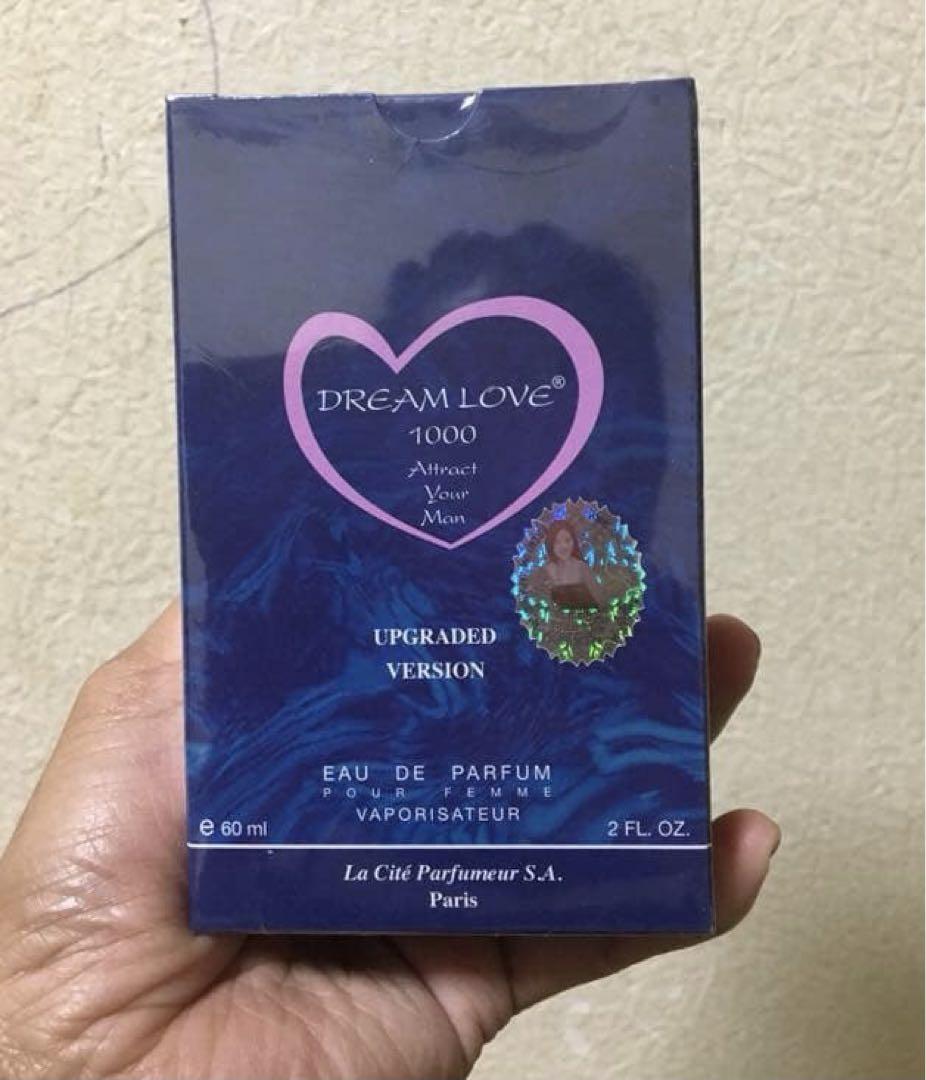 DREAM LOVE®
1000
Attract
Your
Man
UPGRADED
VERSION
EAU DE PARFUM
POUR FEMME
VAPORISATEUR
e 60 ml
2 FL. OZ.
La Cité Parfumeur S.A.
Paris